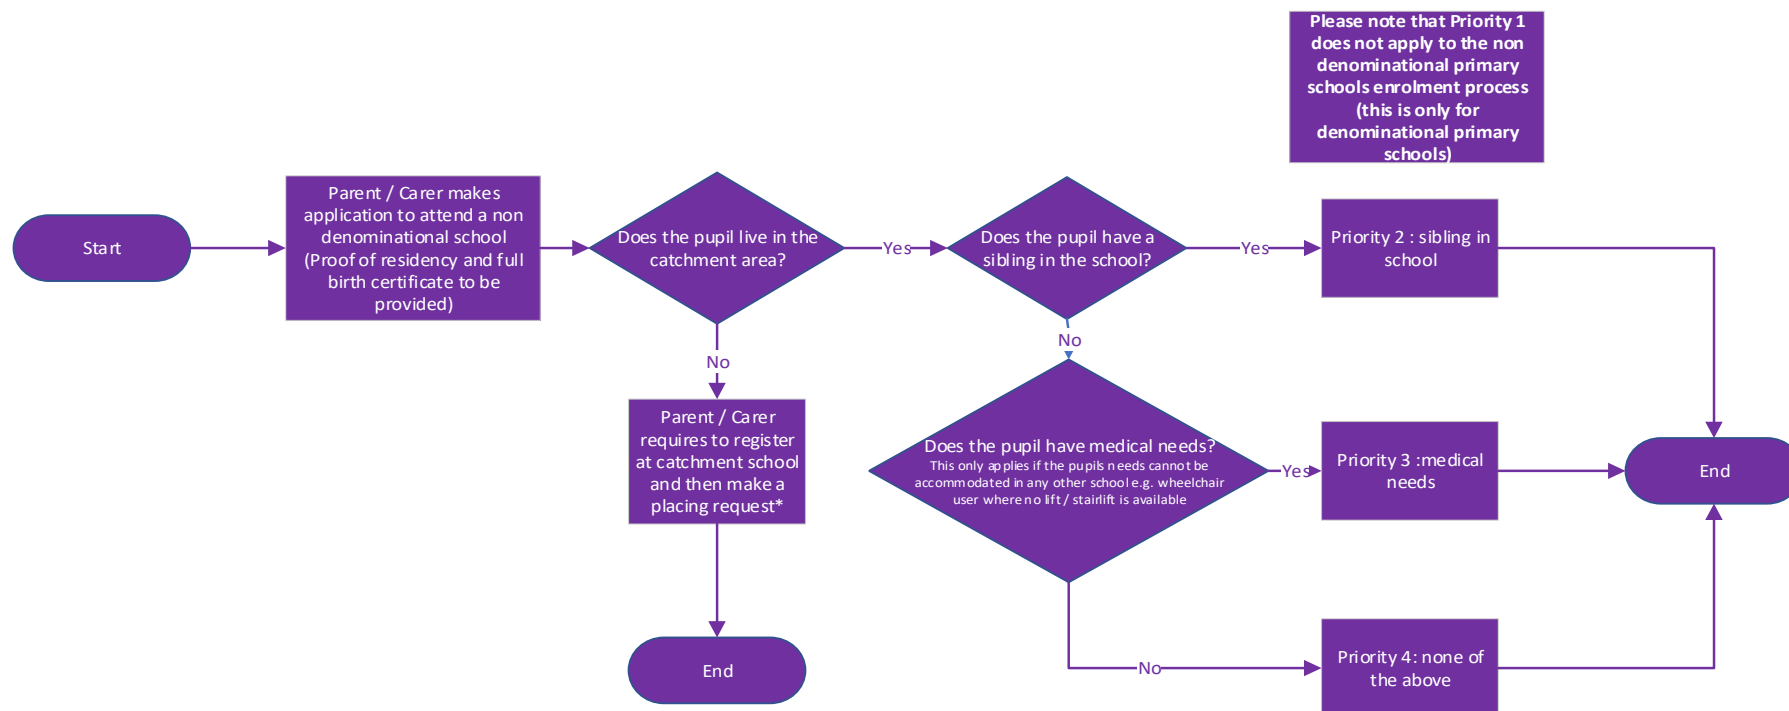 Please note that Priority 1
does not apply to the non
denominational primary
schools enrolment process
(this is only for
denominational primary
schools)
Start
Parent / Carer makes
application to attend a non
denominational school
(Proof of residency and full
birth certificate to be
provided)
Does the pupil live in the
catchment area?
Yes
Does the pupil have a
sibling in the school?
Yes
Priority 2 : sibling in
school
No
No
Parent / Carer
requires to register
at catchment school
and then make a
placing request*
Does the pupil have medical needs?
This only applies if the pupils needs cannot be
accommodated in any other school e.g. wheelchair
user where no lift / stairlift is available
Yes
Priority 3 :medical
needs
End
End
No
Priority 4: none of
the above